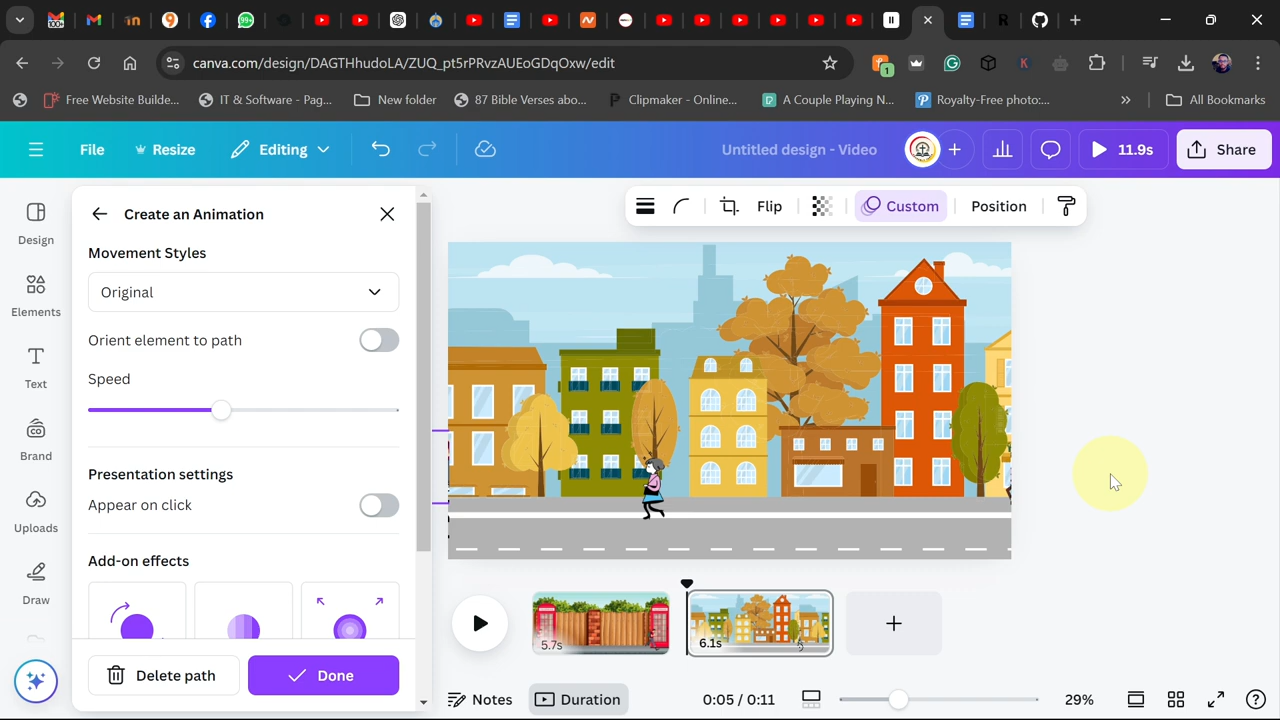 canva.com/design/DAGTHhudoLA/ZUQ_pt5rPRvzAUEoGDqOxw/edit
1
Free Website Builde...
IT & Software - Pag...
New folder
87 Bible Verses abo...
Clipmaker - Online...
A Couple Playing N...
Royalty-Free photo:...
»
All Bookmarks
File
Resize
Editing
Untitled design - Video
11.9s
Share
Design
Elements
Text
Brand
Uploads
Draw
Create an Animation
Movement Styles
Original
Orient element to path
Speed
Presentation settings
Appear on click
Add-on effects
Delete path
Done
Flip
Custom
Position
5.7s
6.1s
Notes
Duration
0:05 / 0:11
29%